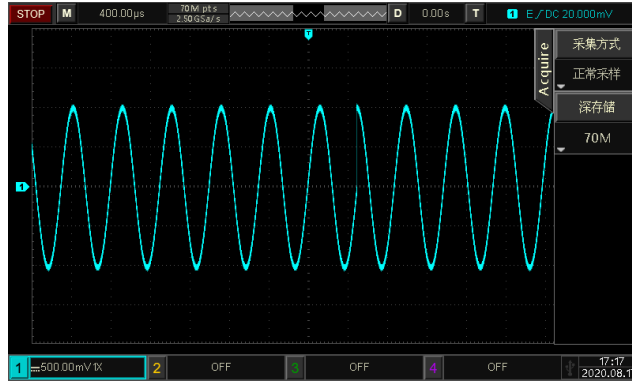 STOP M 400.00µs 70M pts D 0.00s T 1 E DC 20.000mV
2.50GSa/s
T
Acquire
采集方式
正常采样
深存储
70M
1
1 500.00mV 1X 2 OFF 3 OFF 4 OFF 17:17
2020.08.1